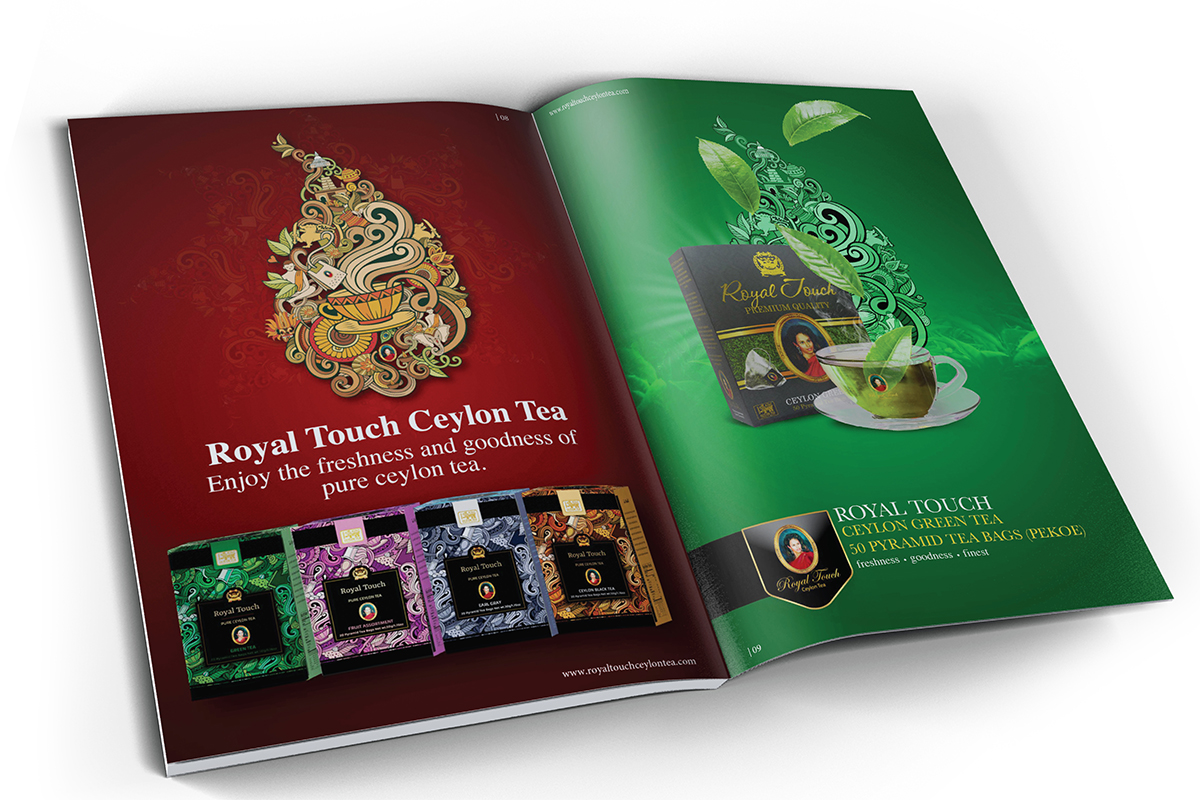 | 08
Royal Touch Ceylon Tea
Enjoy the freshness and goodness of
pure ceylon tea.
Royal Touch
PURE CEYLON TEA
GREEN TEA
Royal Touch
PURE CEYLON TEA
FRUIT ASSORTMENT
Royal Touch
PURE CEYLON TEA
EARL GRAY
Royal Touch
PURE CEYLON TEA
CEYLON BLACK TEA
www.royaltouchceylontea.com
www.royaltouchceylontea.com
Royal Touch
PREMIUM QUALITY
CEYLON
ROYAL TOUCH
CEYLON GREEN TEA
50 PYRAMID TEA BAGS (PEKOE)
freshness • goodness • finest
Royal Touch
Ceylon Tea
| 09